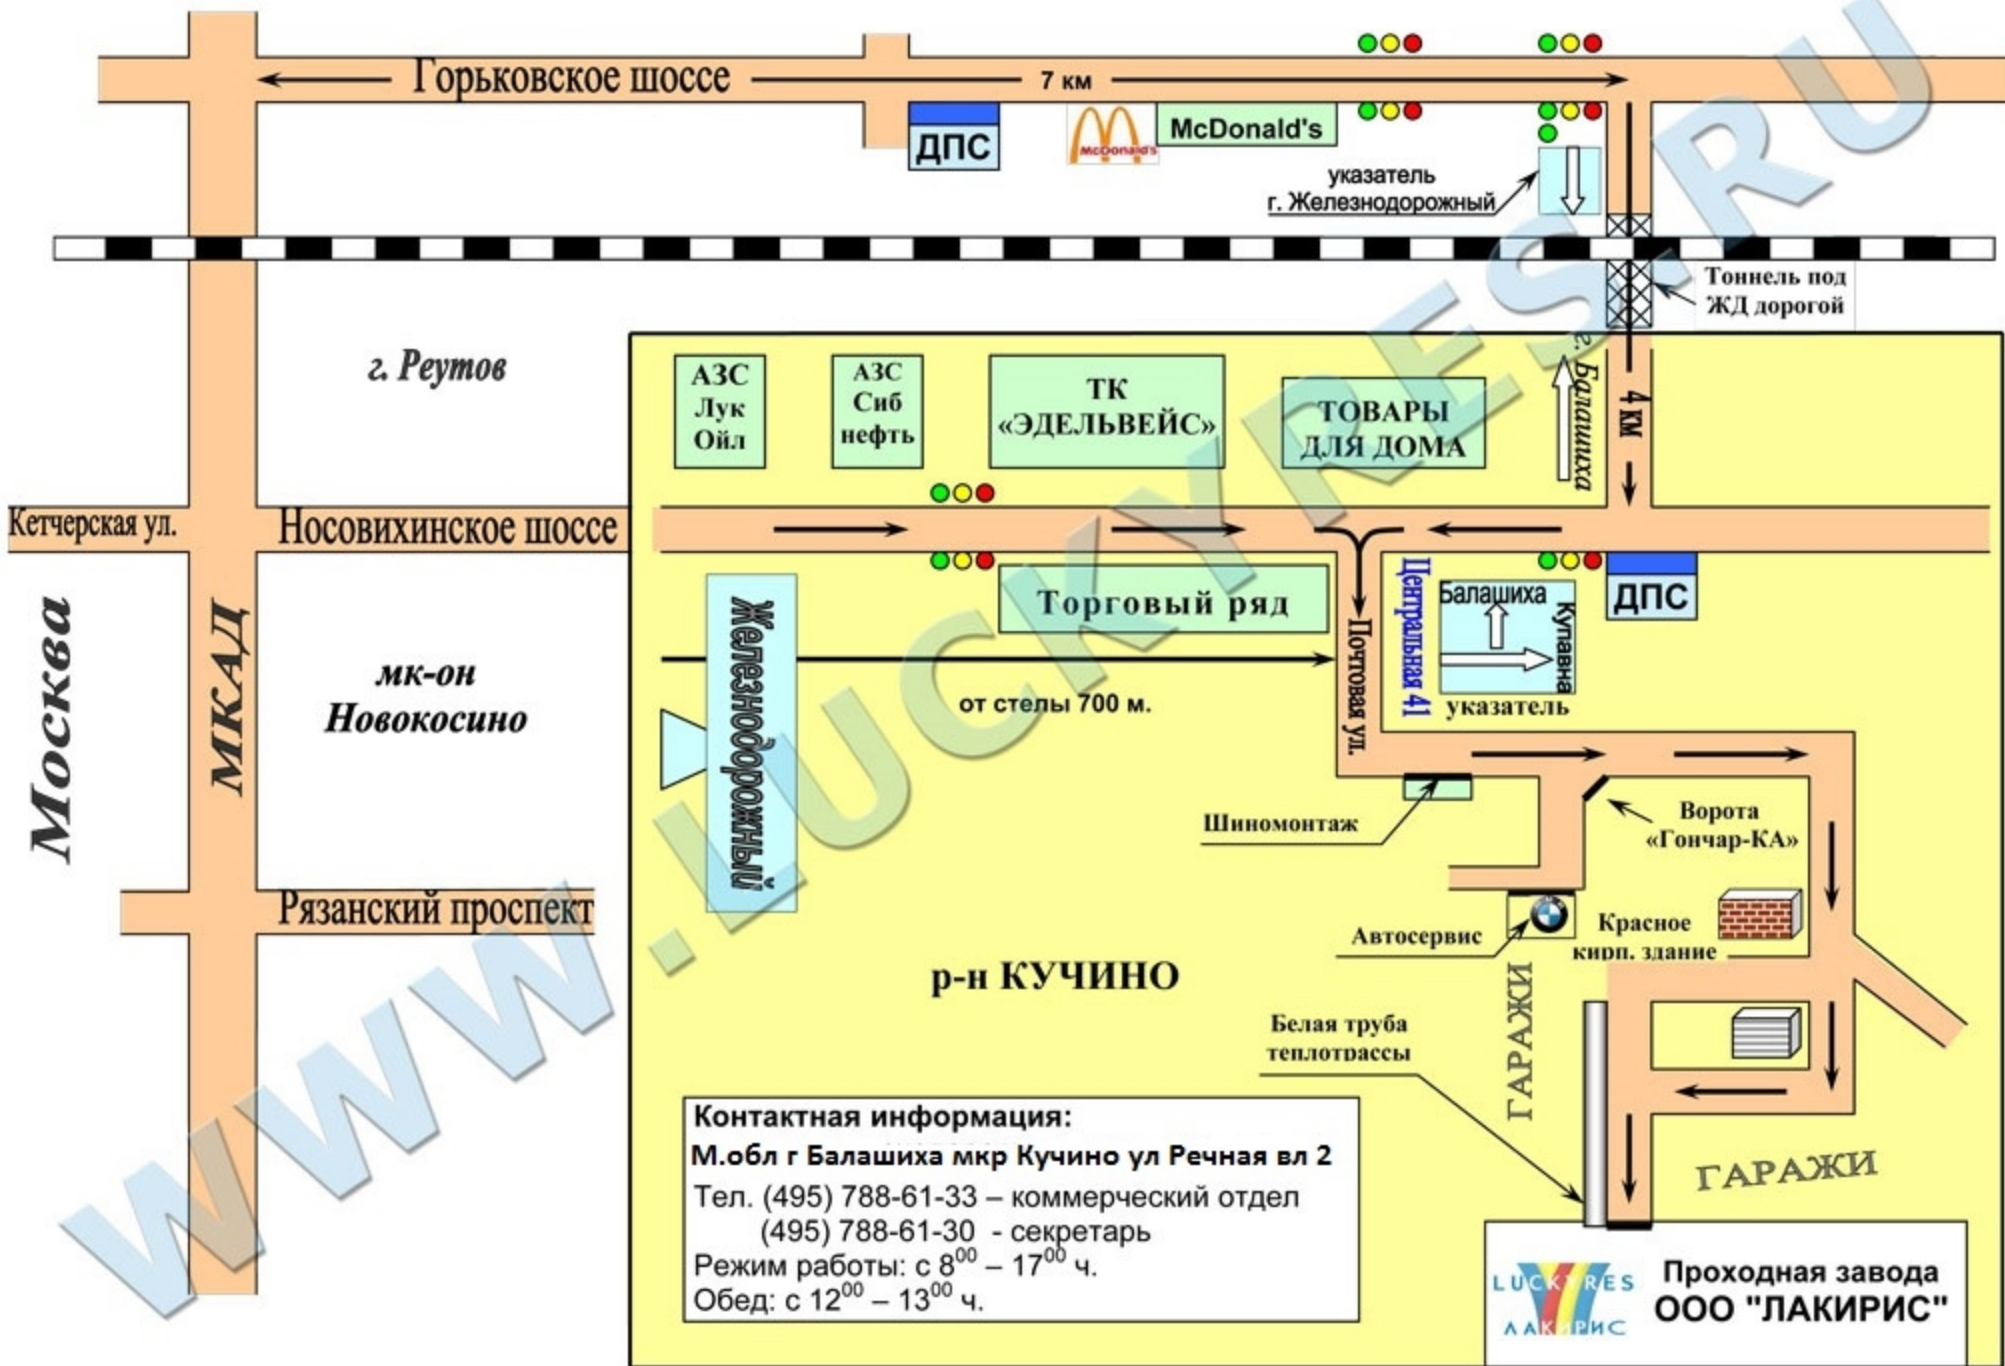 Горьковское шоссе
7 км
ДПС
McDonald's
McDonald's
указатель
г. Железнодорожный
Тоннель под
ЖД дорогой
г. Реутов
АЗС
Лук
Ойл
АЗС
Сиб
нефть
ТК
«ЭДЕЛЬВЕЙС»
ТОВАРЫ
ДЛЯ ДОМА
г. Балашиха
4 км
Кетчерская ул.
Носовихинское шоссе
Москва
МКАД
мк-он
Новокосино
Железнодорожный
Торговый ряд
от стелы 700 м.
Почтовая ул.
Центральная 41
Балашиха
Купавна
указатель
ДПС
Шиномонтаж
Ворота
«Гончар-КА»
Рязанский проспект
Автосервис
Красное
кирп. здание
р-н КУЧИНО
Белая труба
теплотрассы
ГАРАЖИ
ГАРАЖИ
Контактная информация:
М.обл г Балашиха мкр Кучино ул Речная вл 2
Тел. (495) 788-61-33 – коммерческий отдел
(495) 788-61-30 - секретарь
Режим работы: с 8⁰⁰ – 17⁰⁰ ч.
Обед: с 12⁰⁰ – 13⁰⁰ ч.
LUCKYRES
ЛАКИРИС
Проходная завода
ООО "ЛАКИРИС"
WWW.LUCKYRES.RU